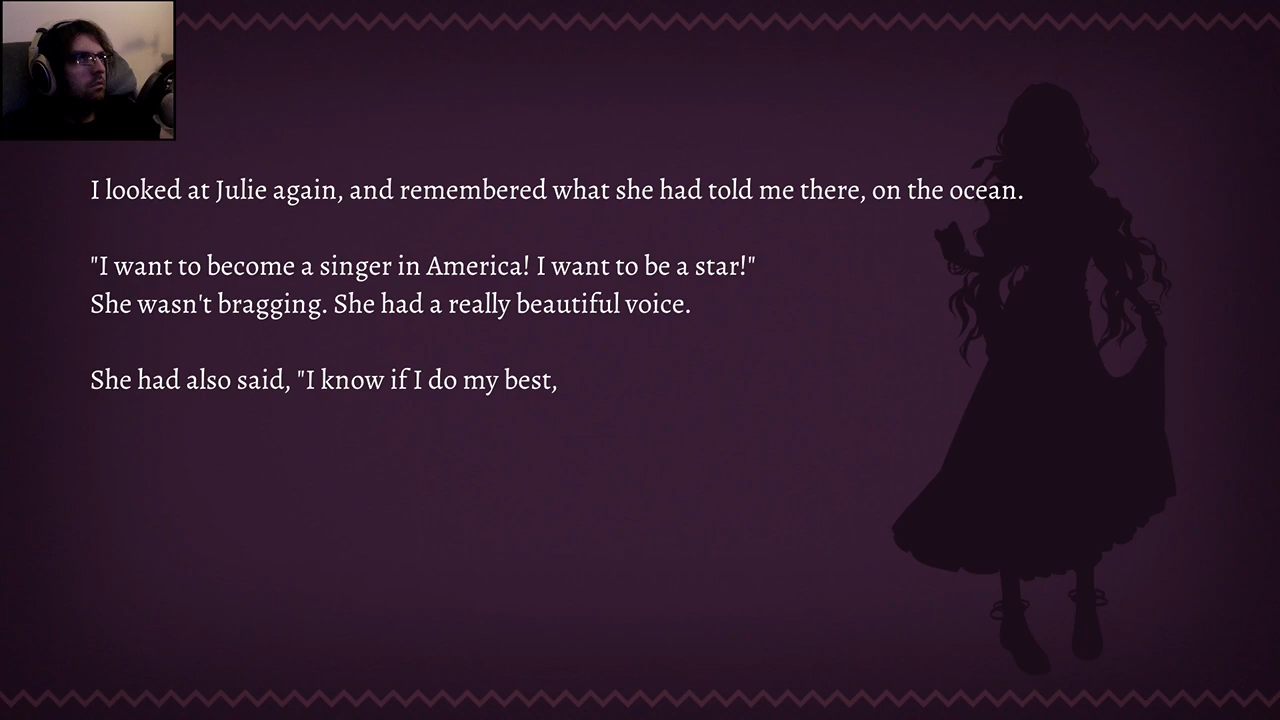 I looked at Julie again, and remembered what she had told me there, on the ocean.
"I want to become a singer in America! I want to be a star!"
She wasn't bragging. She had a really beautiful voice.
She had also said, "I know if I do my best,